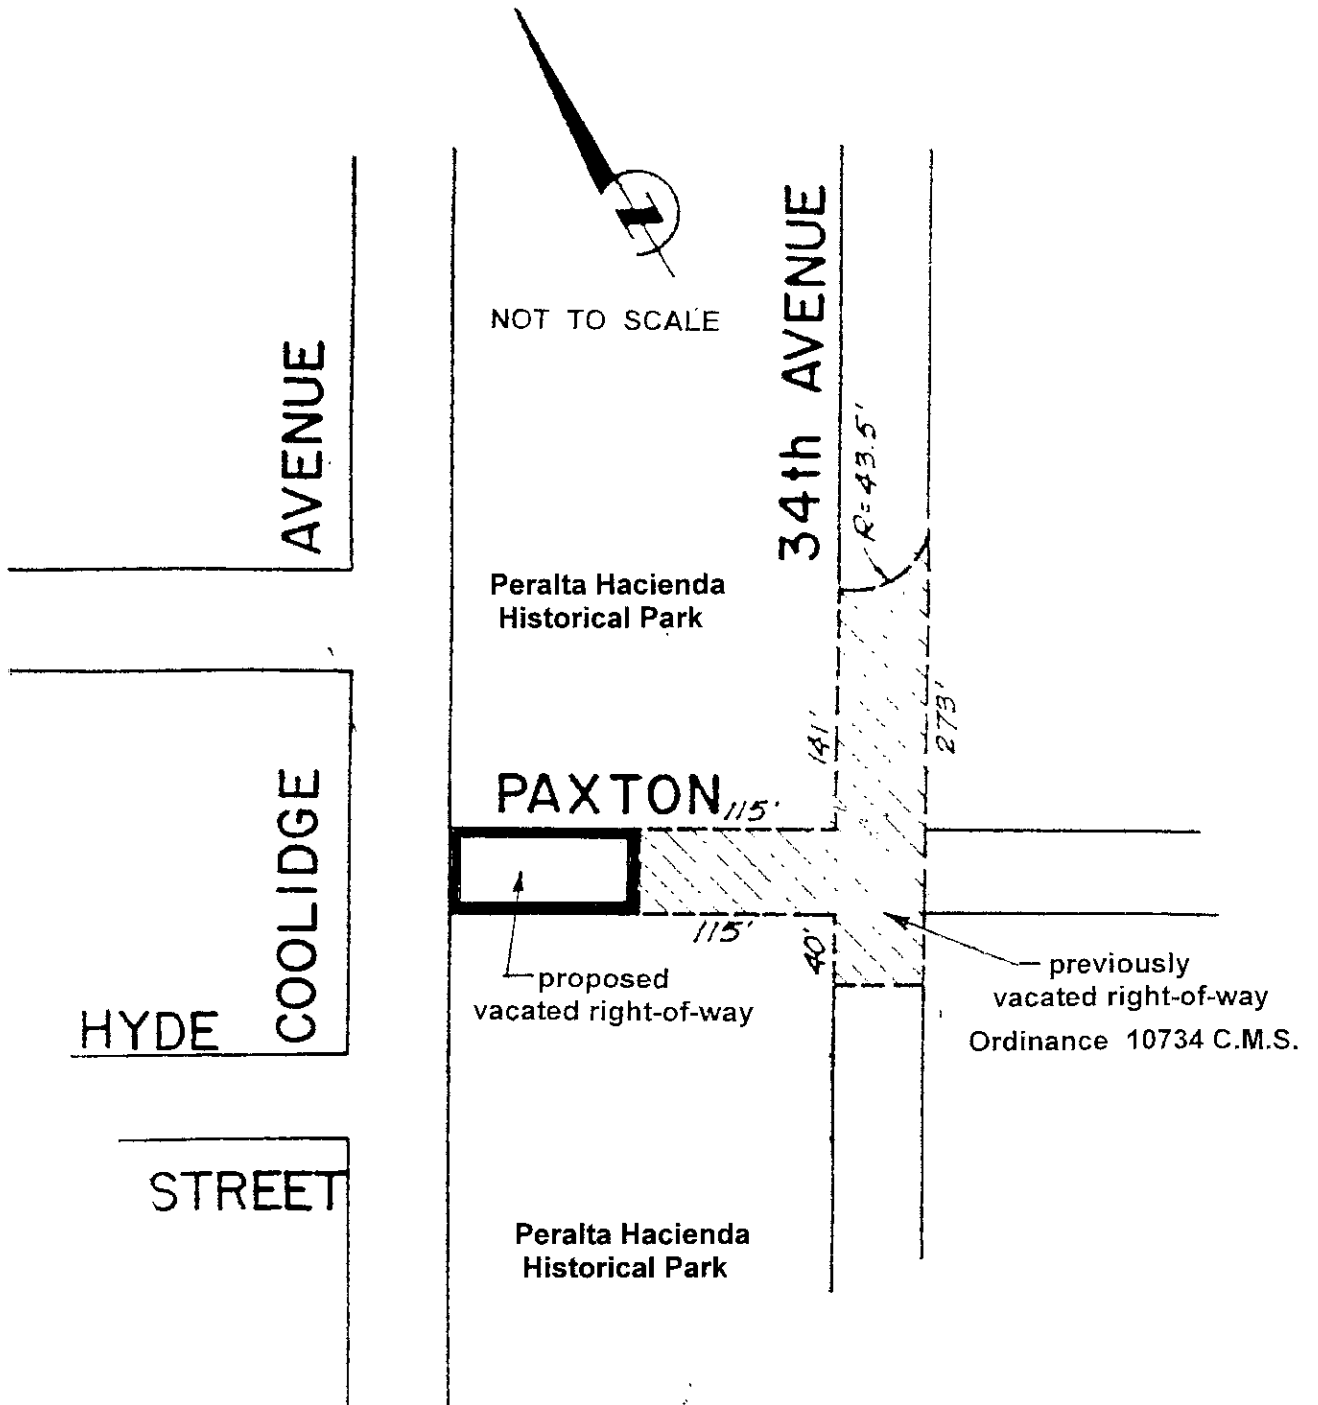 NOT TO SCALE
34th AVENUE
R=43.5'
AVENUE
Peralta Hacienda
Historical Park
141'
273'
PAXTON
115'
COOLIDGE
115'
40'
proposed
vacated right-of-way
previously
vacated right-of-way
Ordinance 10734 C.M.S.
HYDE
STREET
Peralta Hacienda
Historical Park